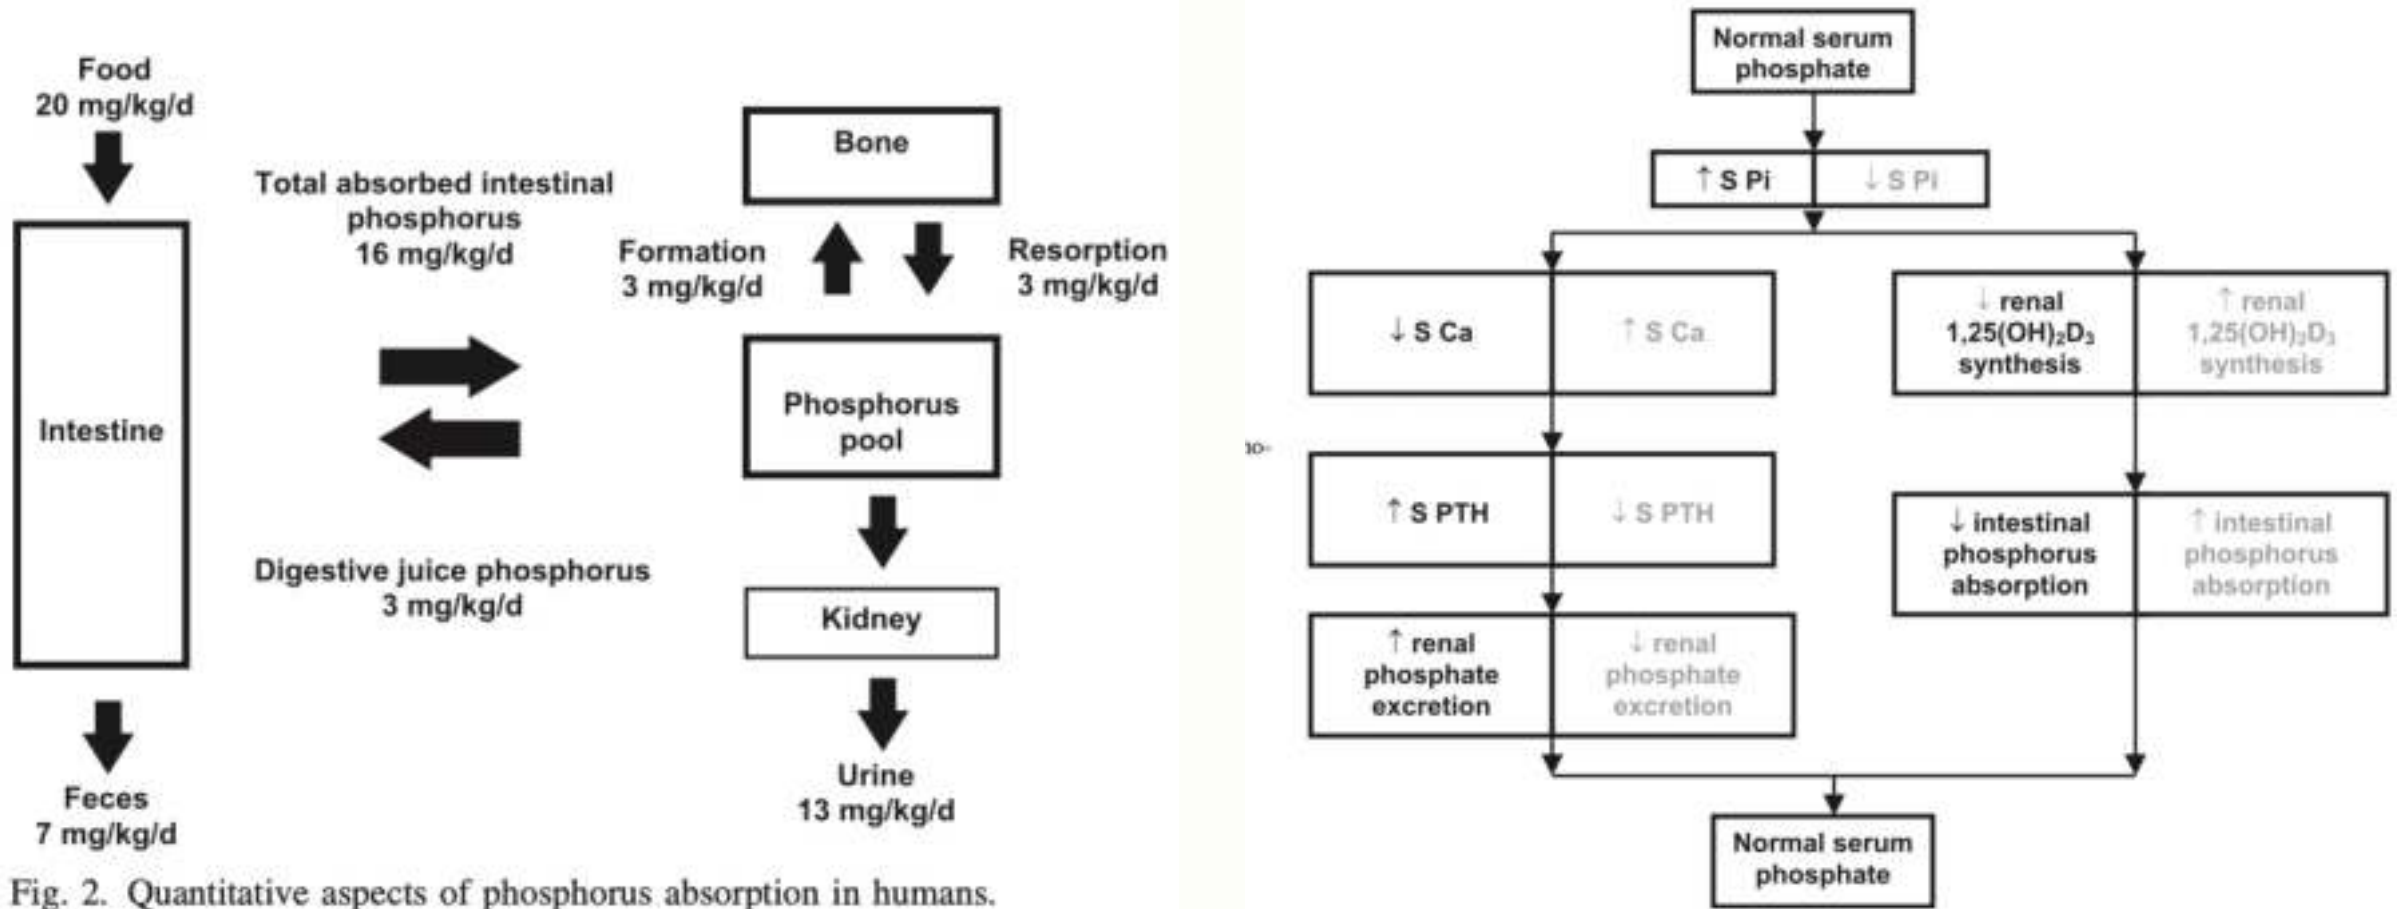 Food
20 mg/kg/d
Intestine
Feces
7 mg/kg/d
Total absorbed intestinal
phosphorus
16 mg/kg/d
Digestive juice phosphorus
3 mg/kg/d
Bone
Formation
3 mg/kg/d
Resorption
3 mg/kg/d
Phosphorus
pool
Kidney
Urine
13 mg/kg/d
Fig. 2. Quantitative aspects of phosphorus absorption in humans.
Normal serum
phosphate
↑ S Pi
↓ S Pi
↓ S Ca
↑ S Ca
↑ S PTH
↓ S PTH
↑ renal
phosphate
excretion
↓ renal
phosphate
excretion
↓ renal
1,25(OH)₂D₃
synthesis
↑ renal
1,25(OH)₂D₃
synthesis
↓ intestinal
phosphorus
absorption
↑ intestinal
phosphorus
absorption
Normal serum
phosphate